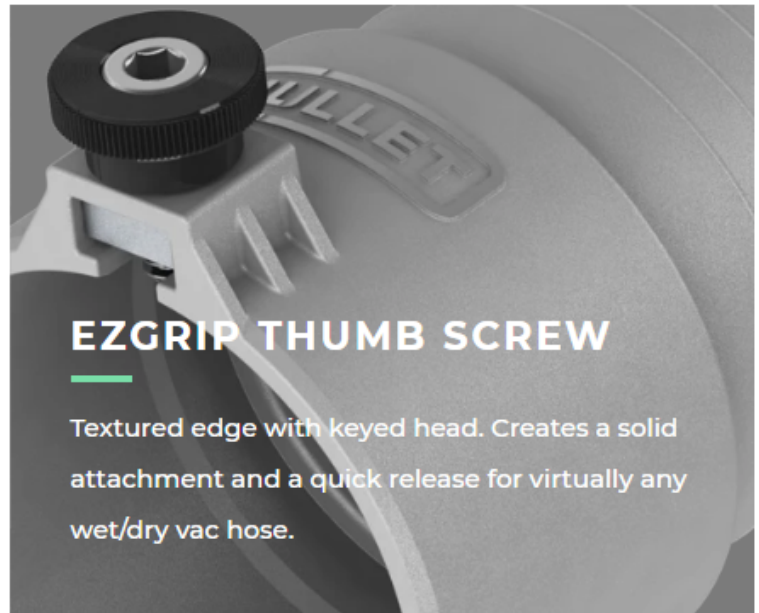 ULLET
EZGRIP THUMB SCREW
Textured edge with keyed head. Creates a solid
attachment and a quick release for virtually any
wet/dry vac hose.